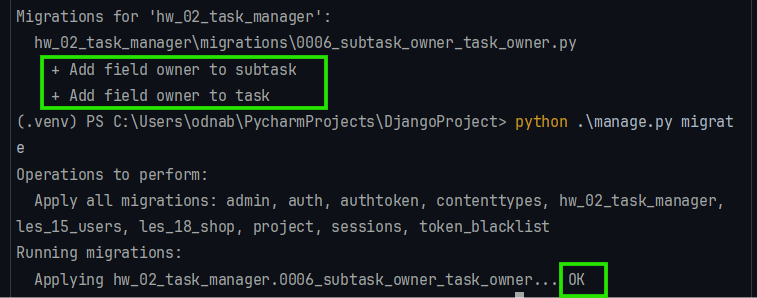 Migrations for 'hw_02_task_manager':
hw_02_task_manager\migrations\0006_subtask_owner_task_owner.py
+ Add field owner to subtask
+ Add field owner to task
(.venv) PS C:\Users\odnab\PycharmProjects\DjangoProject> python .\manage.py migrat
e
Operations to perform:
Apply all migrations: admin, auth, authtoken, contenttypes, hw_02_task_manager,
les_15_users, les_18_shop, project, sessions, token_blacklist
Running migrations:
Applying hw_02_task_manager.0006_subtask_owner_task_owner... OK